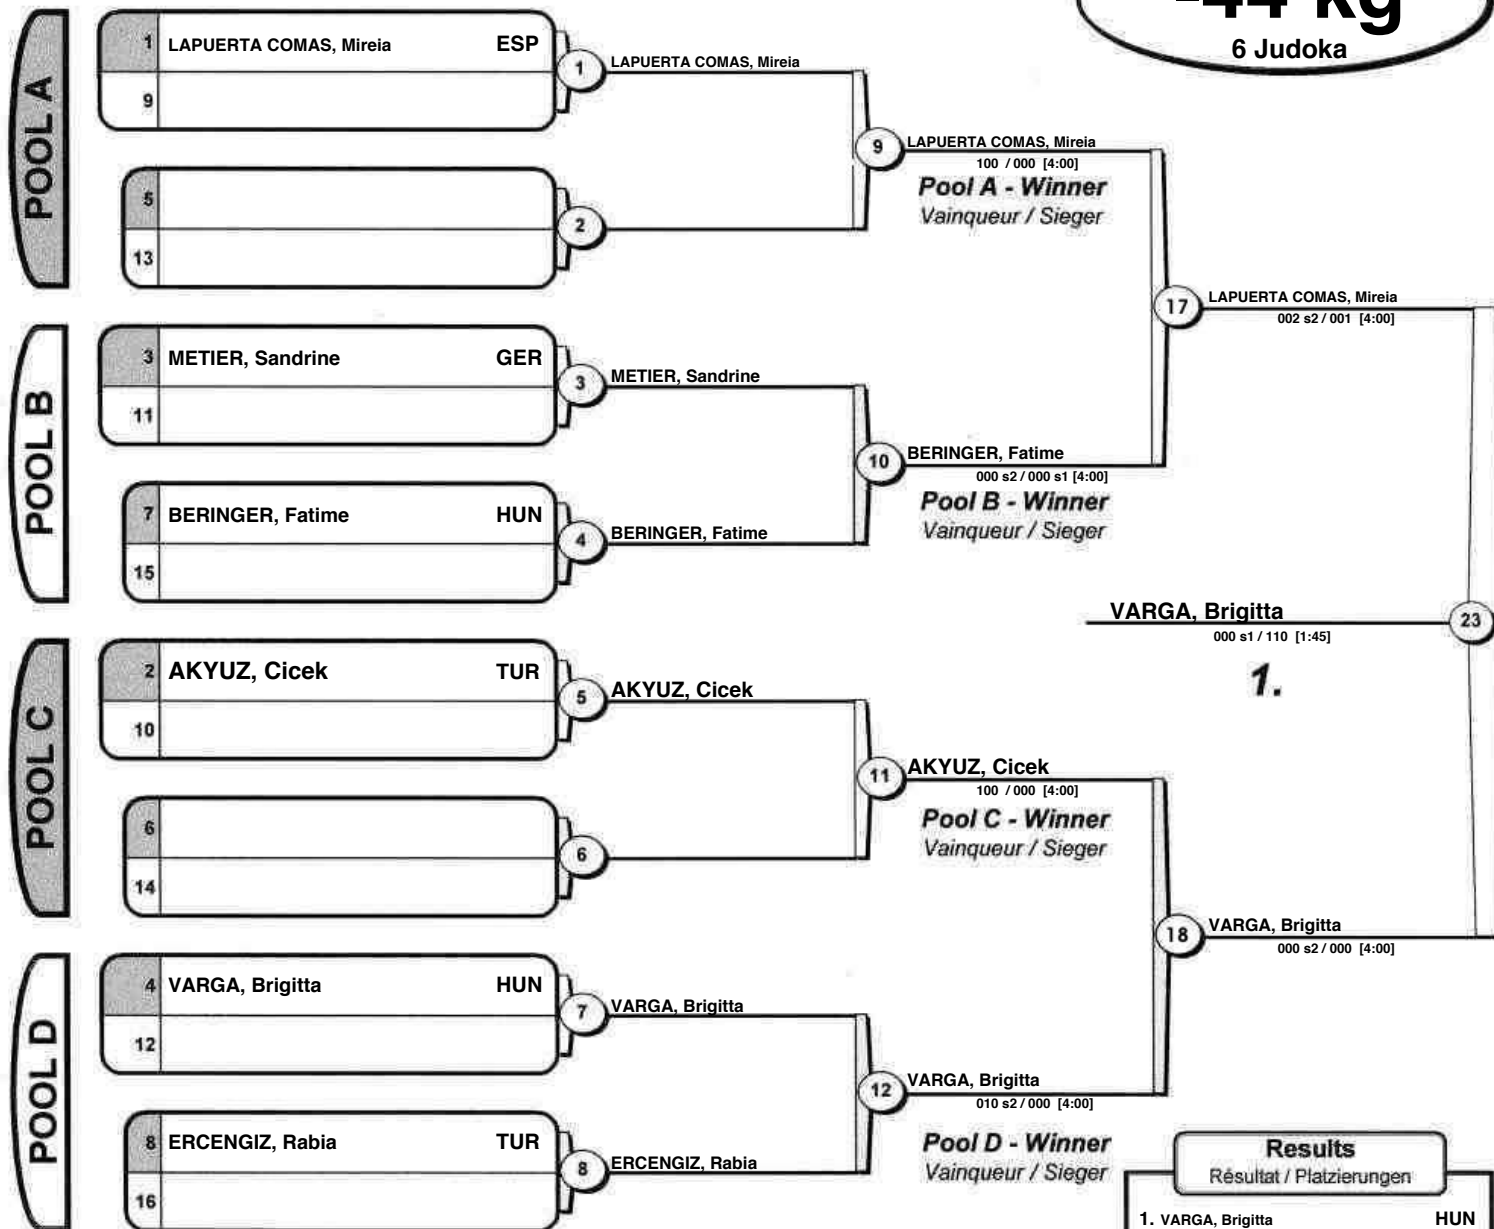 -44 kg
6 Judoka
POOL A
1 LAPUERTA COMAS, Mireia ESP
9
1 LAPUERTA COMAS, Mireia
5
13
2
9 LAPUERTA COMAS, Mireia
100 / 000 [4:00]
Pool A - Winner
Vainqueur / Sieger
POOL B
3 METIER, Sandrine GER
11
3 METIER, Sandrine
7 BERINGER, Fatime HUN
15
4 BERINGER, Fatime
10 BERINGER, Fatime
000 s2 / 000 s1 [4:00]
Pool B - Winner
Vainqueur / Sieger
17 LAPUERTA COMAS, Mireia
002 s2 / 001 [4:00]
VARGA, Brigitta 23
000 s1 / 110 [1:45]
1.
POOL C
2 AKYUZ, Cicek TUR
10
5 AKYUZ, Cicek
6
14
6
11 AKYUZ, Cicek
100 / 000 [4:00]
Pool C - Winner
Vainqueur / Sieger
18 VARGA, Brigitta
000 s2 / 000 [4:00]
POOL D
4 VARGA, Brigitta HUN
12
7 VARGA, Brigitta
8 ERCENGIZ, Rabia TUR
16
8 ERCENGIZ, Rabia
12 VARGA, Brigitta
010 s2 / 000 [4:00]
Pool D - Winner
Vainqueur / Sieger
Results
Résultat / Platzierungen
1. VARGA, Brigitta HUN